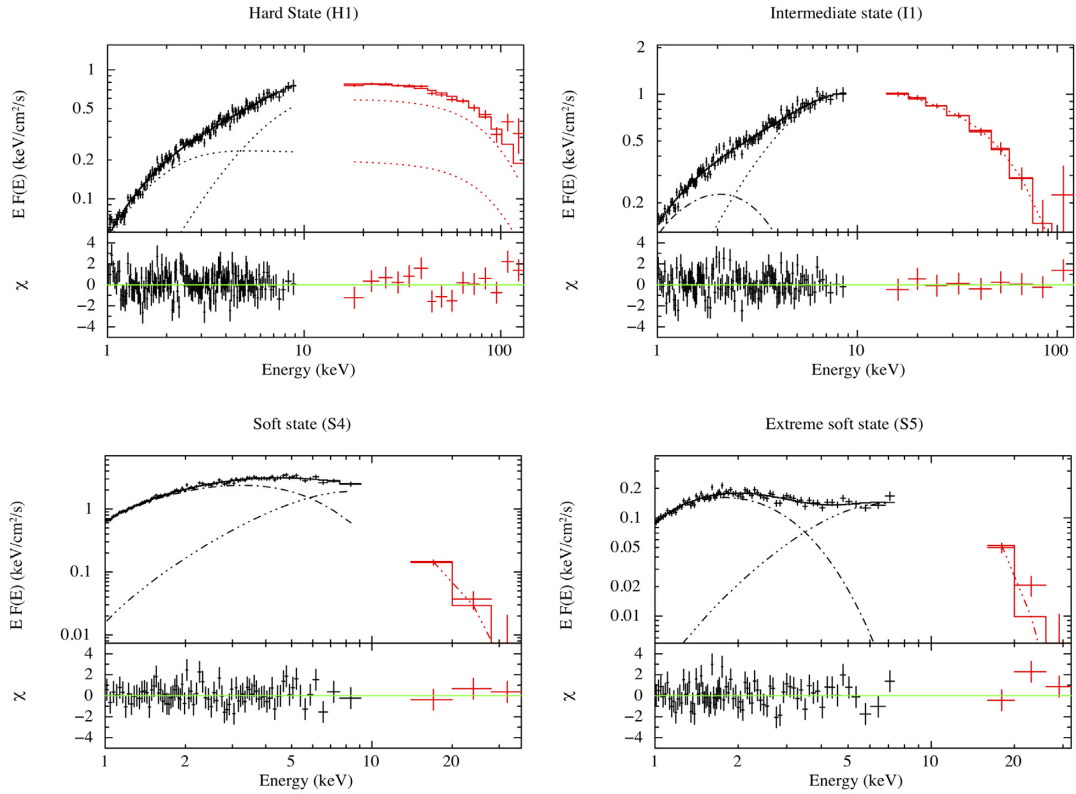 Hard State (H1)
E F(E) (keV/cm²/s)
1
0.5
0.2
0.1
χ
4
2
0
−2
−4
1 10 100
Energy (keV)
Intermediate state (I1)
E F(E) (keV/cm²/s)
2
1
0.5
0.2
χ
4
2
0
−2
−4
1 10 100
Energy (keV)
Soft state (S4)
E F(E) (keV/cm²/s)
1
0.1
0.01
χ
4
2
0
−2
−4
1 2 5 10 20
Energy (keV)
Extreme soft state (S5)
E F(E) (keV/cm²/s)
0.2
0.1
0.05
0.02
0.01
χ
4
2
0
−2
−4
1 2 5 10 20
Energy (keV)